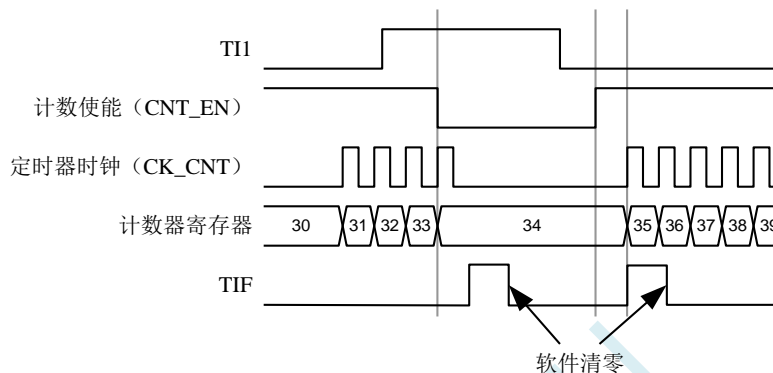 TI1
计数使能（CNT_EN）
定时器时钟（CK_CNT）
计数器寄存器 30 31 32 33 34 35 36 37 38 39
TIF
软件清零